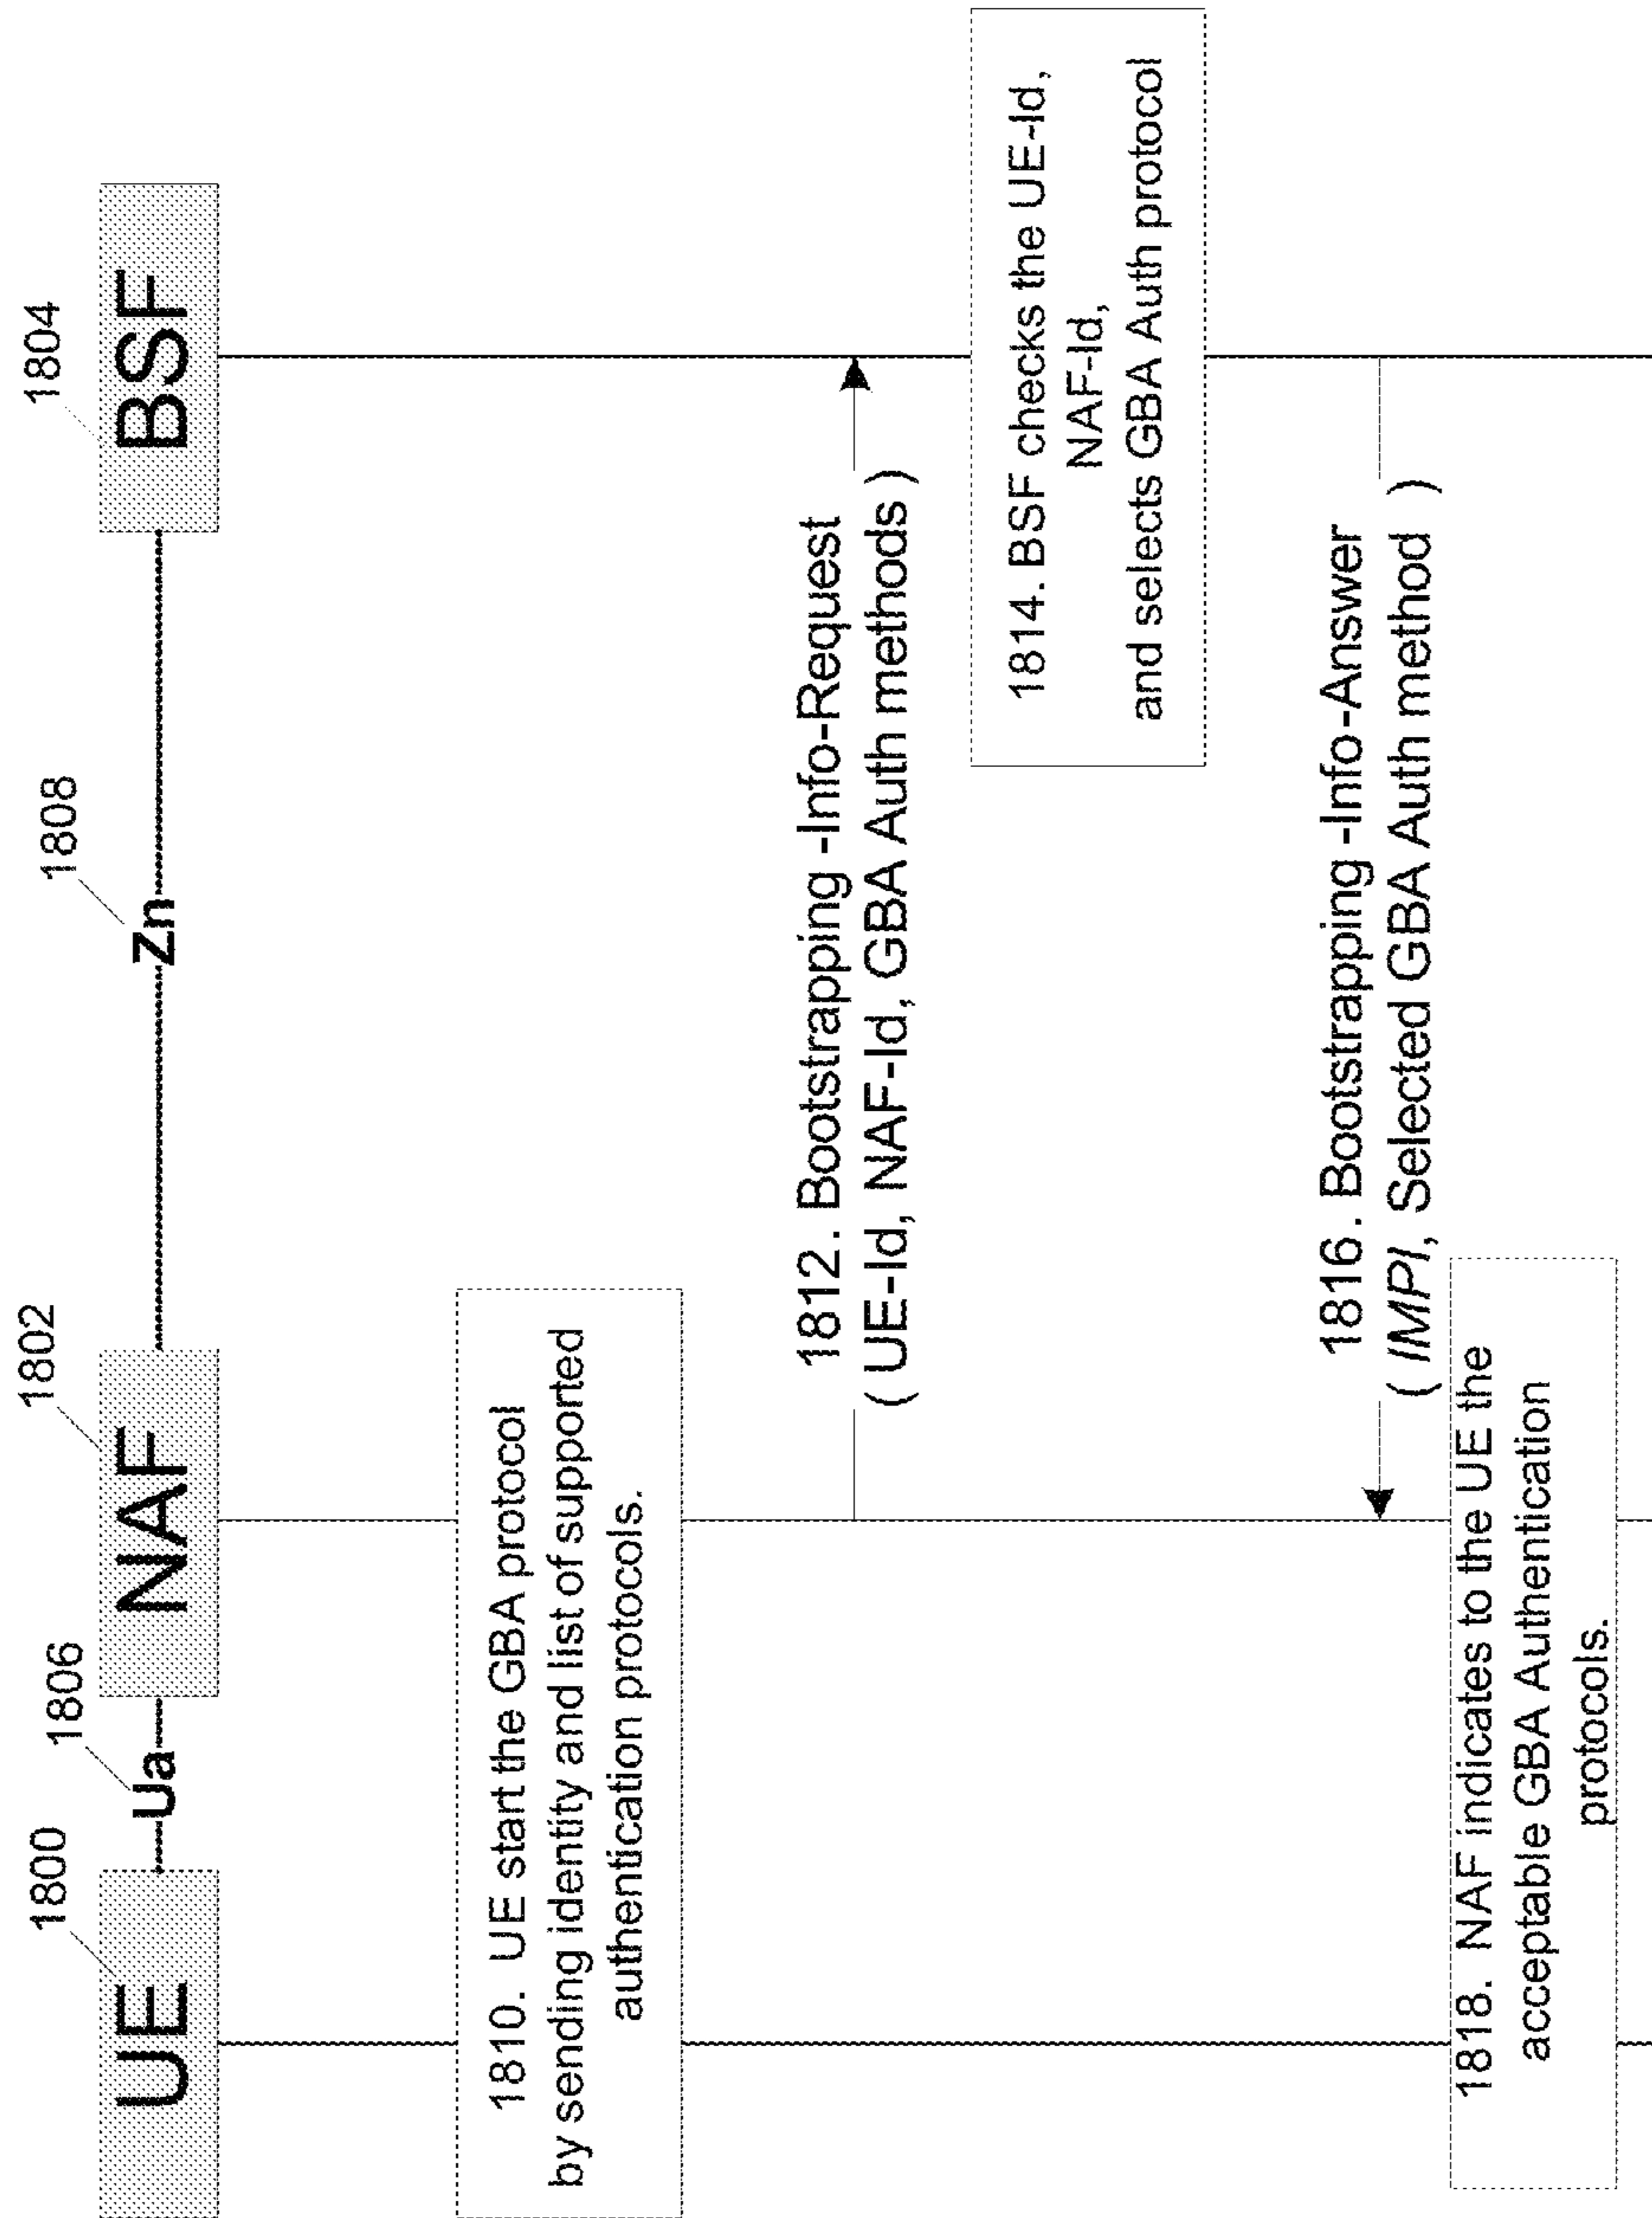 1800
1806
1802
1808
1804
UE
Ua
NAF
Zn
BSF
1810. UE start the GBA protocol
by sending identity and list of supported
authentication protocols.
1812. Bootstrapping -Info-Request
( UE-Id, NAF-Id, GBA Auth methods )
1814. BSF checks the UE-Id,
NAF-Id,
and selects GBA Auth protocol
1816. Bootstrapping -Info-Answer
( IMPI, Selected GBA Auth method )
1818. NAF indicates to the UE the
acceptable GBA Authentication
protocols.